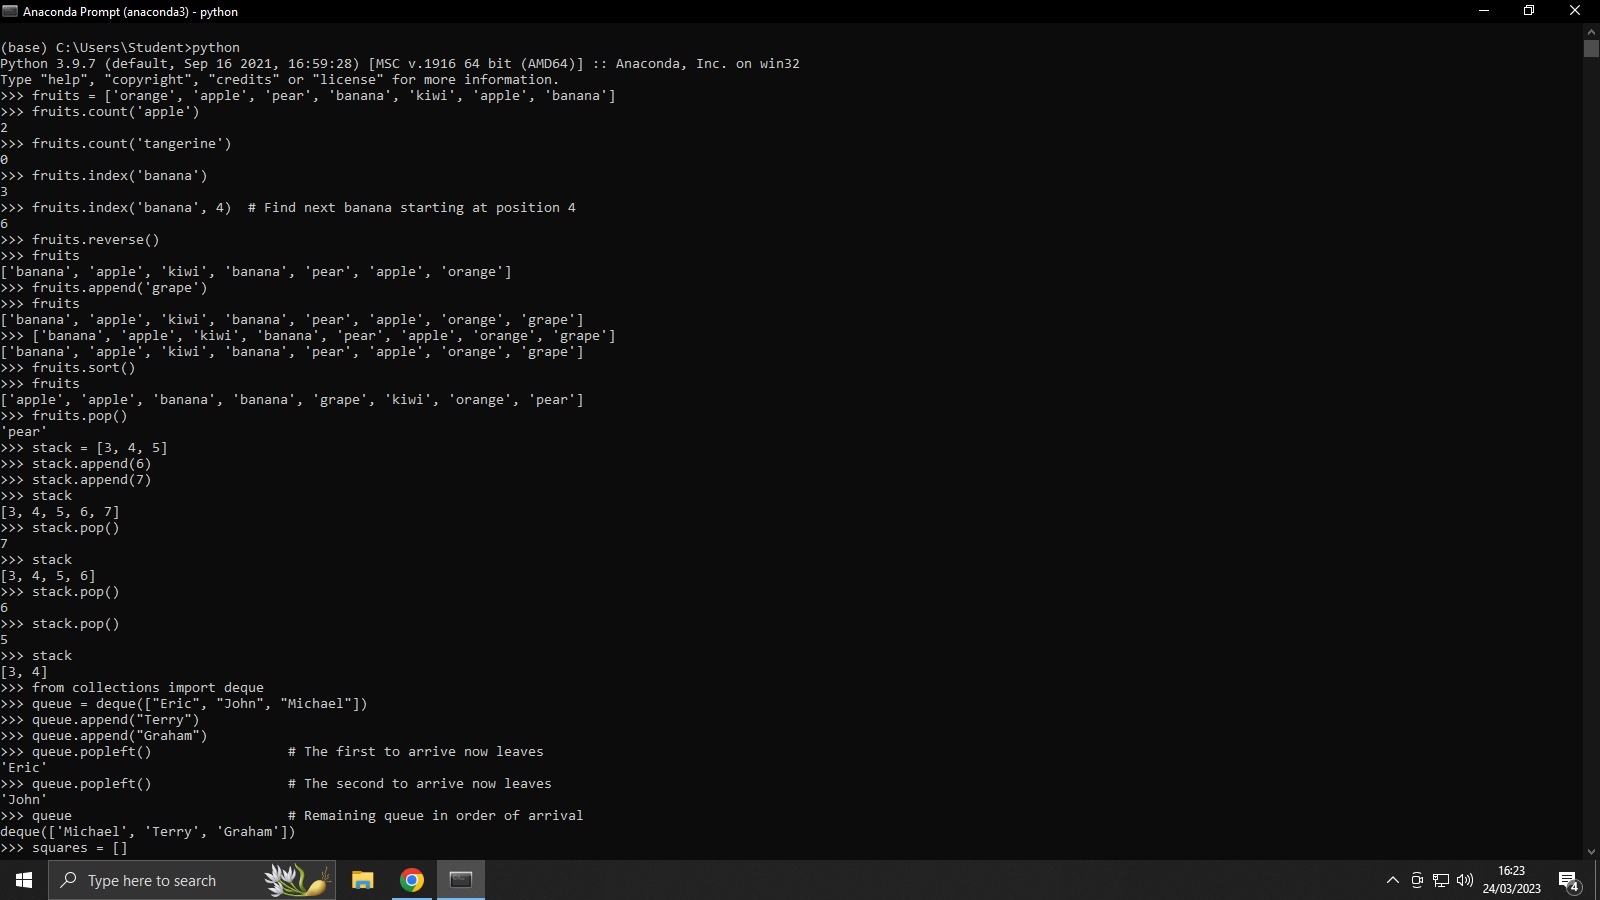 Anaconda Prompt (anaconda3) - python
(base) C:\Users\Student>python
Python 3.9.7 (default, Sep 16 2021, 16:59:28) [MSC v.1916 64 bit (AMD64)] :: Anaconda, Inc. on win32
Type "help", "copyright", "credits" or "license" for more information.
>>> fruits = ['orange', 'apple', 'pear', 'banana', 'kiwi', 'apple', 'banana']
>>> fruits.count('apple')
2
>>> fruits.count('tangerine')
0
>>> fruits.index('banana')
3
>>> fruits.index('banana', 4)  # Find next banana starting at position 4
6
>>> fruits.reverse()
>>> fruits
['banana', 'apple', 'kiwi', 'banana', 'pear', 'apple', 'orange']
>>> fruits.append('grape')
>>> fruits
['banana', 'apple', 'kiwi', 'banana', 'pear', 'apple', 'orange', 'grape']
>>> ['banana', 'apple', 'kiwi', 'banana', 'pear', 'apple', 'orange', 'grape']
['banana', 'apple', 'kiwi', 'banana', 'pear', 'apple', 'orange', 'grape']
>>> fruits.sort()
>>> fruits
['apple', 'apple', 'banana', 'banana', 'grape', 'kiwi', 'orange', 'pear']
>>> fruits.pop()
'pear'
>>> stack = [3, 4, 5]
>>> stack.append(6)
>>> stack.append(7)
>>> stack
[3, 4, 5, 6, 7]
>>> stack.pop()
7
>>> stack
[3, 4, 5, 6]
>>> stack.pop()
6
>>> stack.pop()
5
>>> stack
[3, 4]
>>> from collections import deque
>>> queue = deque(["Eric", "John", "Michael"])
>>> queue.append("Terry")
>>> queue.append("Graham")
>>> queue.popleft()                 # The first to arrive now leaves
'Eric'
>>> queue.popleft()                 # The second to arrive now leaves
'John'
>>> queue                           # Remaining queue in order of arrival
deque(['Michael', 'Terry', 'Graham'])
>>> squares = []
Type here to search
16:23
24/03/2023
4